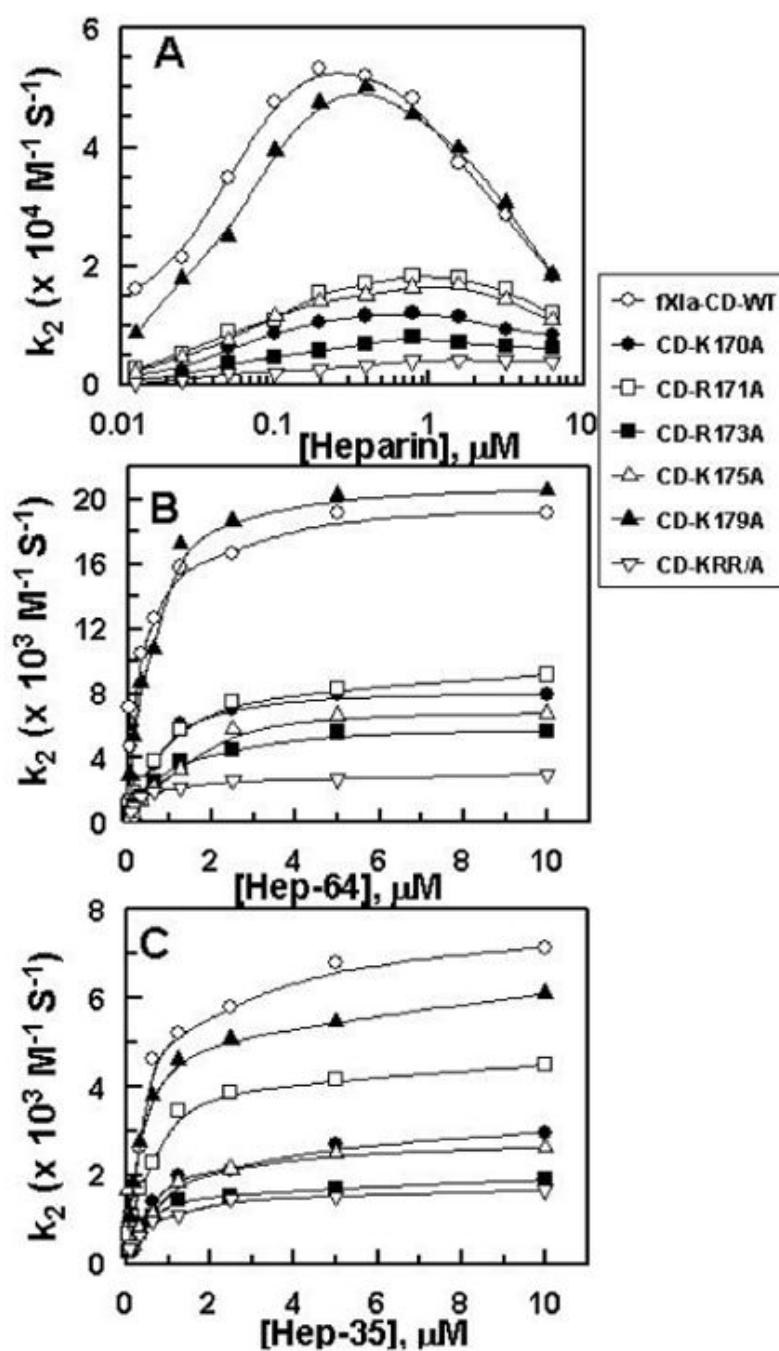 A
6
4
2
0
k₂ (x 10⁴ M⁻¹ S⁻¹)
0.01 0.1 1 10
[Heparin], µM
fXIa-CD-WT
CD-K170A
CD-R171A
CD-R173A
CD-K175A
CD-K179A
CD-KRR/A
B
20
16
12
8
4
0
k₂ (x 10³ M⁻¹ S⁻¹)
0 2 4 6 8 10
[Hep-64], µM
C
8
6
4
2
0
k₂ (x 10³ M⁻¹ S⁻¹)
0 2 4 6 8 10
[Hep-35], µM